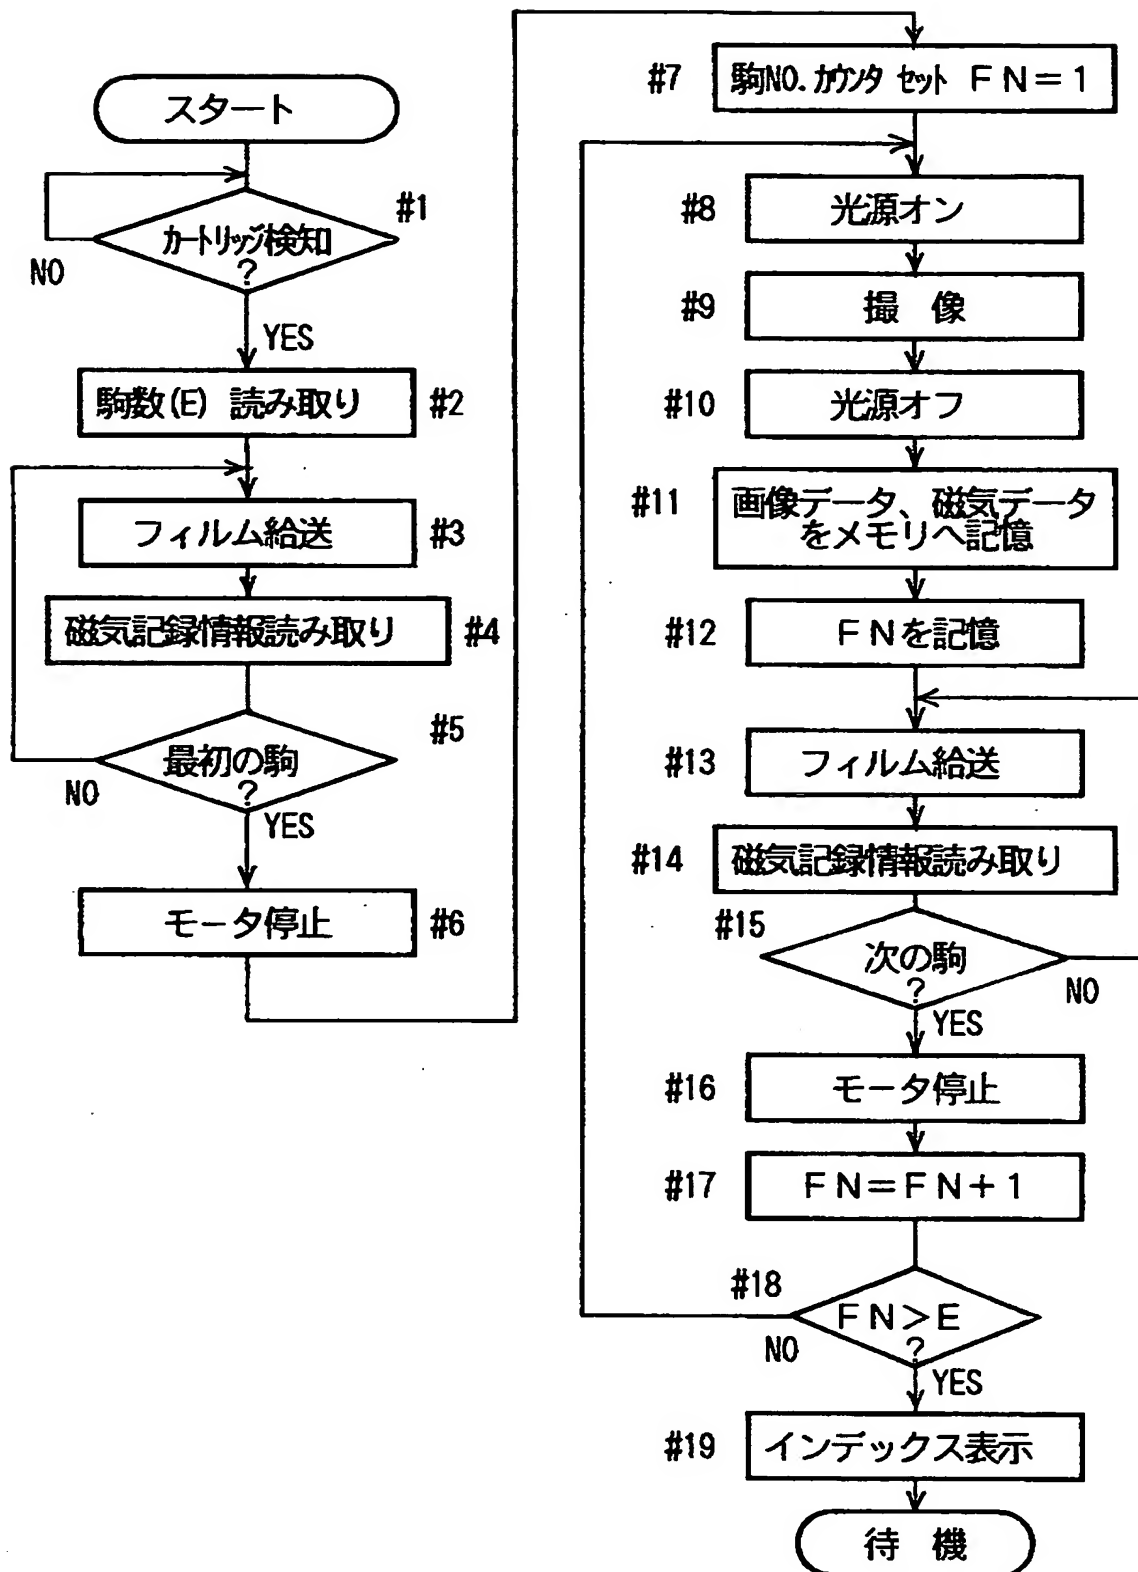 スタート
#1
カートリッジ検知
?
NO
YES
駒数(E) 読み取り
#2
フィルム給送
#3
磁気記録情報読み取り
#4
#5
最初の駒
?
NO
YES
モータ停止
#6
#7
駒NO.カウンタ セット FN=1
#8
光源オン
#9
撮 像
#10
光源オフ
#11
画像データ、磁気データ
をメモリへ記憶
#12
FNを記憶
#13
フィルム給送
#14
磁気記録情報読み取り
#15
次の駒
?
NO
YES
#16
モータ停止
#17
FN=FN+1
#18
FN>E
?
NO
YES
#19
インデックス表示
待 機